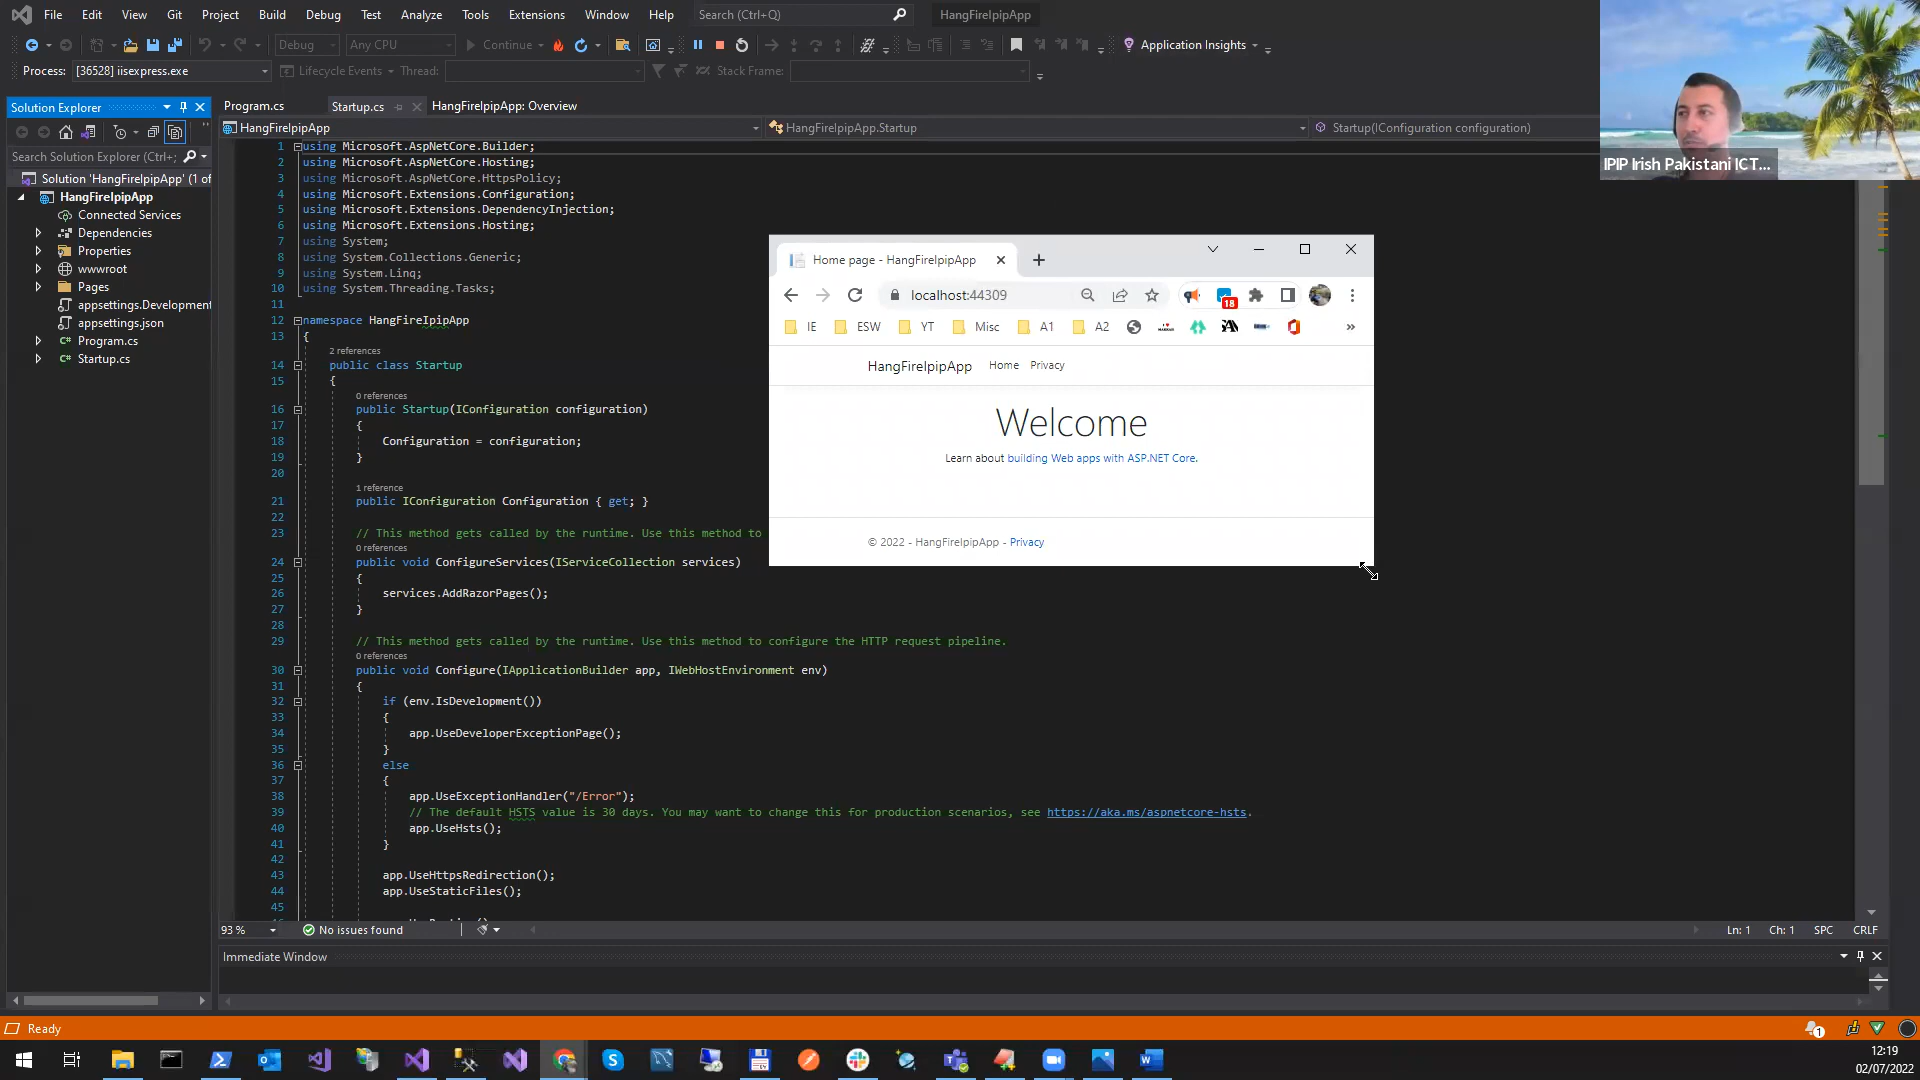 File Edit View Git Project Build Debug Test Analyze Tools Extensions Window Help Search (Ctrl+Q) HangFireIpipApp
Debug Any CPU Continue Application Insights
Process: [36528] iisexpress.exe Lifecycle Events Thread: Stack Frame:
Solution Explorer
Search Solution Explorer (Ctrl+;
Solution 'HangFireIpipApp' (1 of
HangFireIpipApp
Connected Services
Dependencies
Properties
wwwroot
Pages
appsettings.Development
appsettings.json
Program.cs
Startup.cs
Program.cs Startup.cs HangFireIpipApp: Overview
HangFireIpipApp HangFireIpipApp.Startup Startup(IConfiguration configuration)
1 using Microsoft.AspNetCore.Builder;
2 using Microsoft.AspNetCore.Hosting;
3 using Microsoft.AspNetCore.HttpsPolicy;
4 using Microsoft.Extensions.Configuration;
5 using Microsoft.Extensions.DependencyInjection;
6 using Microsoft.Extensions.Hosting;
7 using System;
8 using System.Collections.Generic;
9 using System.Linq;
10 using System.Threading.Tasks;
11
12 namespace HangFireIpipApp
13 {
2 references
14 public class Startup
15 {
0 references
16 public Startup(IConfiguration configuration)
17 {
18 Configuration = configuration;
19 }
20
1 reference
21 public IConfiguration Configuration { get; }
22
23 // This method gets called by the runtime. Use this method to
0 references
24 public void ConfigureServices(IServiceCollection services)
25 {
26 services.AddRazorPages();
27 }
28
29 // This method gets called by the runtime. Use this method to configure the HTTP request pipeline.
0 references
30 public void Configure(IApplicationBuilder app, IWebHostEnvironment env)
31 {
32 if (env.IsDevelopment())
33 {
34 app.UseDeveloperExceptionPage();
35 }
36 else
37 {
38 app.UseExceptionHandler("/Error");
39 // The default HSTS value is 30 days. You may want to change this for production scenarios, see https://aka.ms/aspnetcore-hsts.
40 app.UseHsts();
41 }
42
43 app.UseHttpsRedirection();
44 app.UseStaticFiles();
45
93 % No issues found Ln: 1 Ch: 1 SPC CRLF
Immediate Window
Home page - HangFireIpipApp
localhost:44309
18
IE ESW YT Misc A1 A2 »
HangFireIpipApp Home Privacy
Welcome
Learn about building Web apps with ASP.NET Core.
© 2022 - HangFireIpipApp - Privacy
IPIP Irish Pakistani ICT...
Ready
1
12:19
02/07/2022